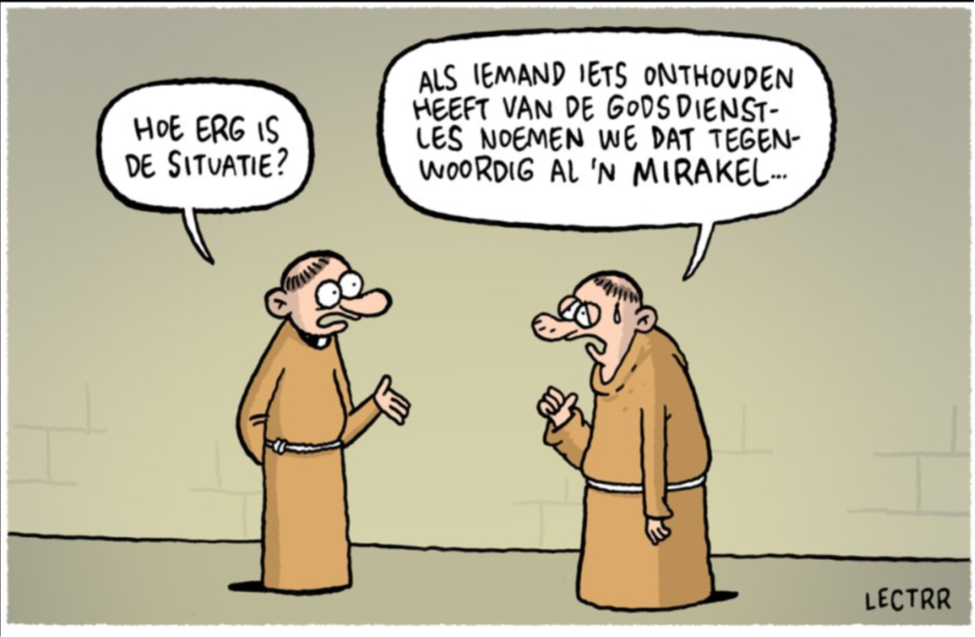 HOE ERG IS
DE SITUATIE?
ALS IEMAND IETS ONTHOUDEN
HEEFT VAN DE GODSDIENST-
LES NOEMEN WE DAT TEGEN-
WOORDIG AL 'N MIRAKEL...
LECTRR